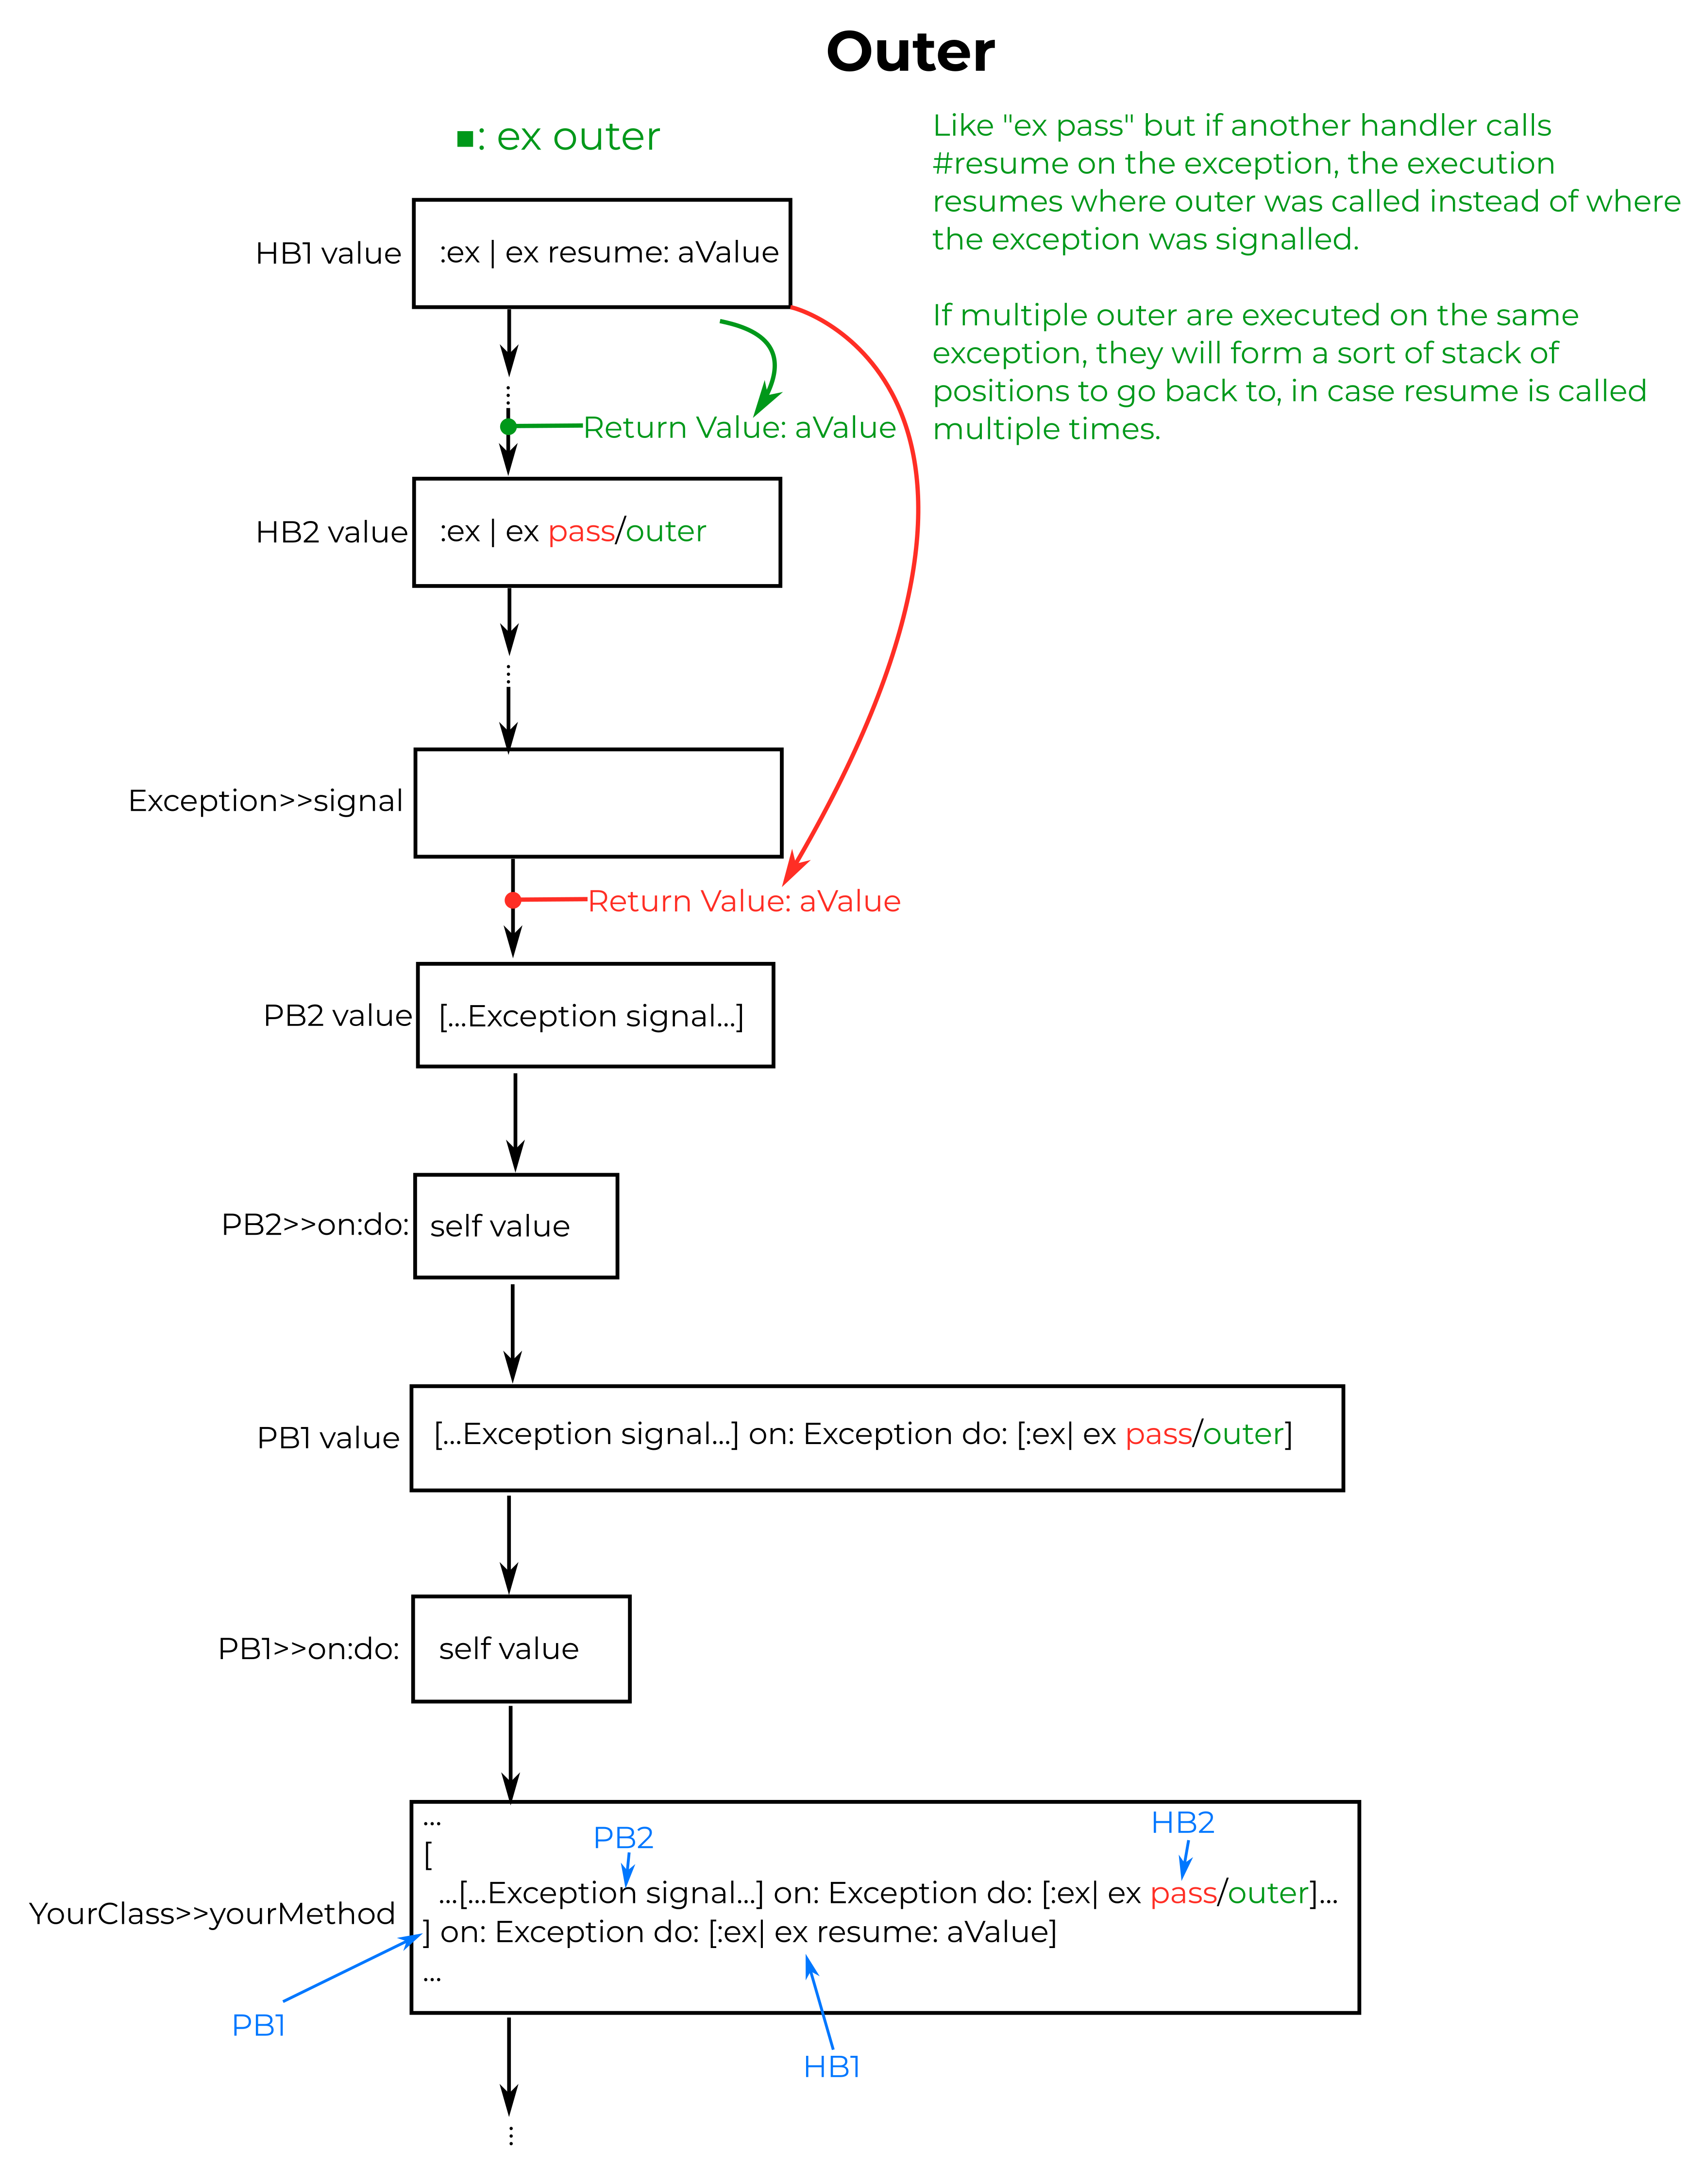 Outer
■: ex outer
Like "ex pass" but if another handler calls
#resume on the exception, the execution
resumes where outer was called instead of where
the exception was signalled.
If multiple outer are executed on the same
exception, they will form a sort of stack of
positions to go back to, in case resume is called
multiple times.
HB1 value
:ex | ex resume: aValue
...
Return Value: aValue
HB2 value
:ex | ex pass/outer
...
Exception>>signal
Return Value: aValue
PB2 value
[...Exception signal...]
PB2>>on:do:
self value
PB1 value
[...Exception signal...] on: Exception do: [:ex| ex pass/outer]
PB1>>on:do:
self value
YourClass>>yourMethod
...
PB2
HB2
[
...[...Exception signal...] on: Exception do: [:ex| ex pass/outer]...
] on: Exception do: [:ex| ex resume: aValue]
...
PB1
HB1
...